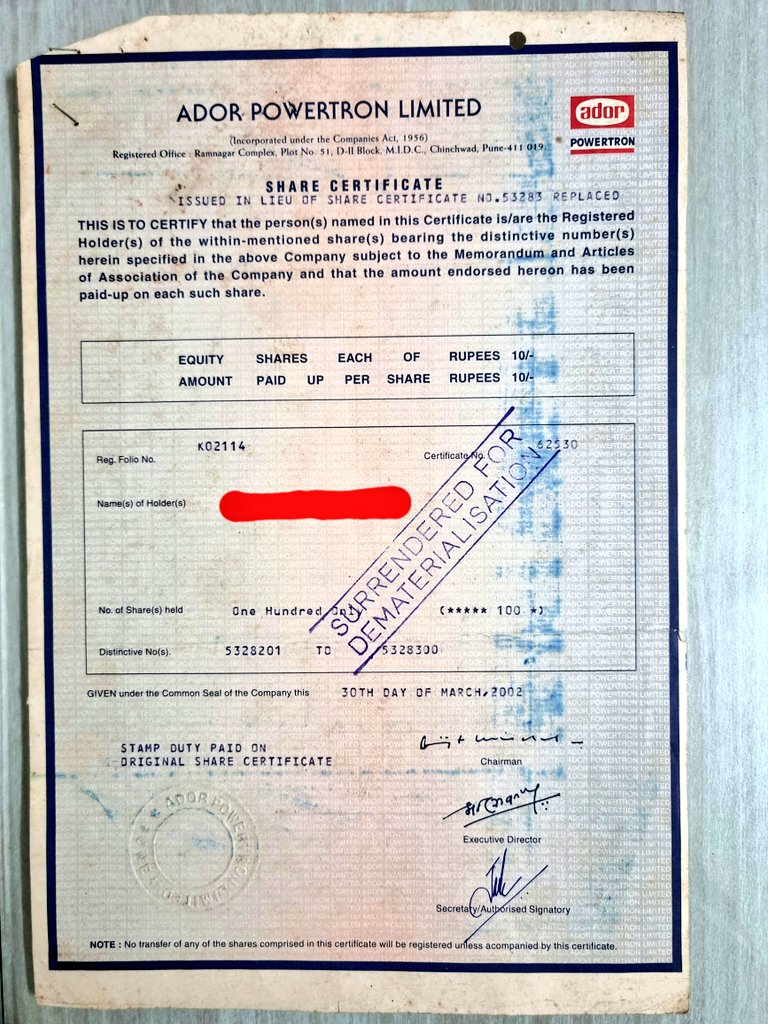 ADOR POWERTRON LIMITED
ador
POWERTRON
(Incorporated under the Companies Act, 1956)
Registered Office : Ramnagar Complex, Plot No. 51, D-II Block, M.I.D.C., Chinchwad, Pune-411 019.
SHARE CERTIFICATE
ISSUED IN LIEU OF SHARE CERTIFICATE NO.53283 REPLACED
THIS IS TO CERTIFY that the person(s) named in this Certificate is/are the Registered
Holder(s) of the within-mentioned share(s) bearing the distinctive number(s)
herein specified in the above Company subject to the Memorandum and Articles
of Association of the Company and that the amount endorsed hereon has been
paid-up on each such share.
EQUITY SHARES EACH OF RUPEES 10/-
AMOUNT PAID UP PER SHARE RUPEES 10/-
Reg. Folio No. K02114 Certificate No. 62530
Name(s) of Holder(s)
SURRENDERED FOR
DEMATERIALISATION
No. of Share(s) held One Hundred Only (***** 100 *)
Distinctive No(s). 5328201 TO 5328300
GIVEN under the Common Seal of the Company this 30TH DAY OF MARCH,2002
STAMP DUTY PAID ON
ORIGINAL SHARE CERTIFICATE
Chairman
Executive Director
Secretary/Authorised Signatory
NOTE : No transfer of any of the shares comprised in this certificate will be registered unless acompanied by this certificate.